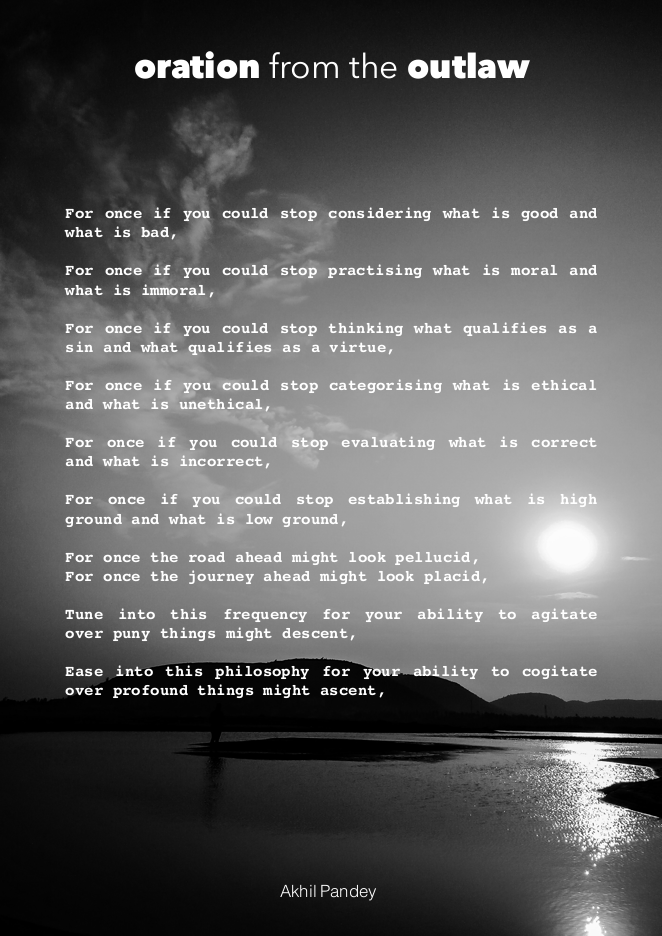 oration from the outlaw
For once if you could stop considering what is good and
what is bad,
For once if you could stop practising what is moral and
what is immoral,
For once if you could stop thinking what qualifies as a
sin and what qualifies as a virtue,
For once if you could stop categorising what is ethical
and what is unethical,
For once if you could stop evaluating what is correct
and what is incorrect,
For once if you could stop establishing what is high
ground and what is low ground,
For once the road ahead might look pellucid,
For once the journey ahead might look placid,
Tune into this frequency for your ability to agitate
over puny things might descent,
Ease into this philosophy for your ability to cogitate
over profound things might ascent,
Akhil Pandey